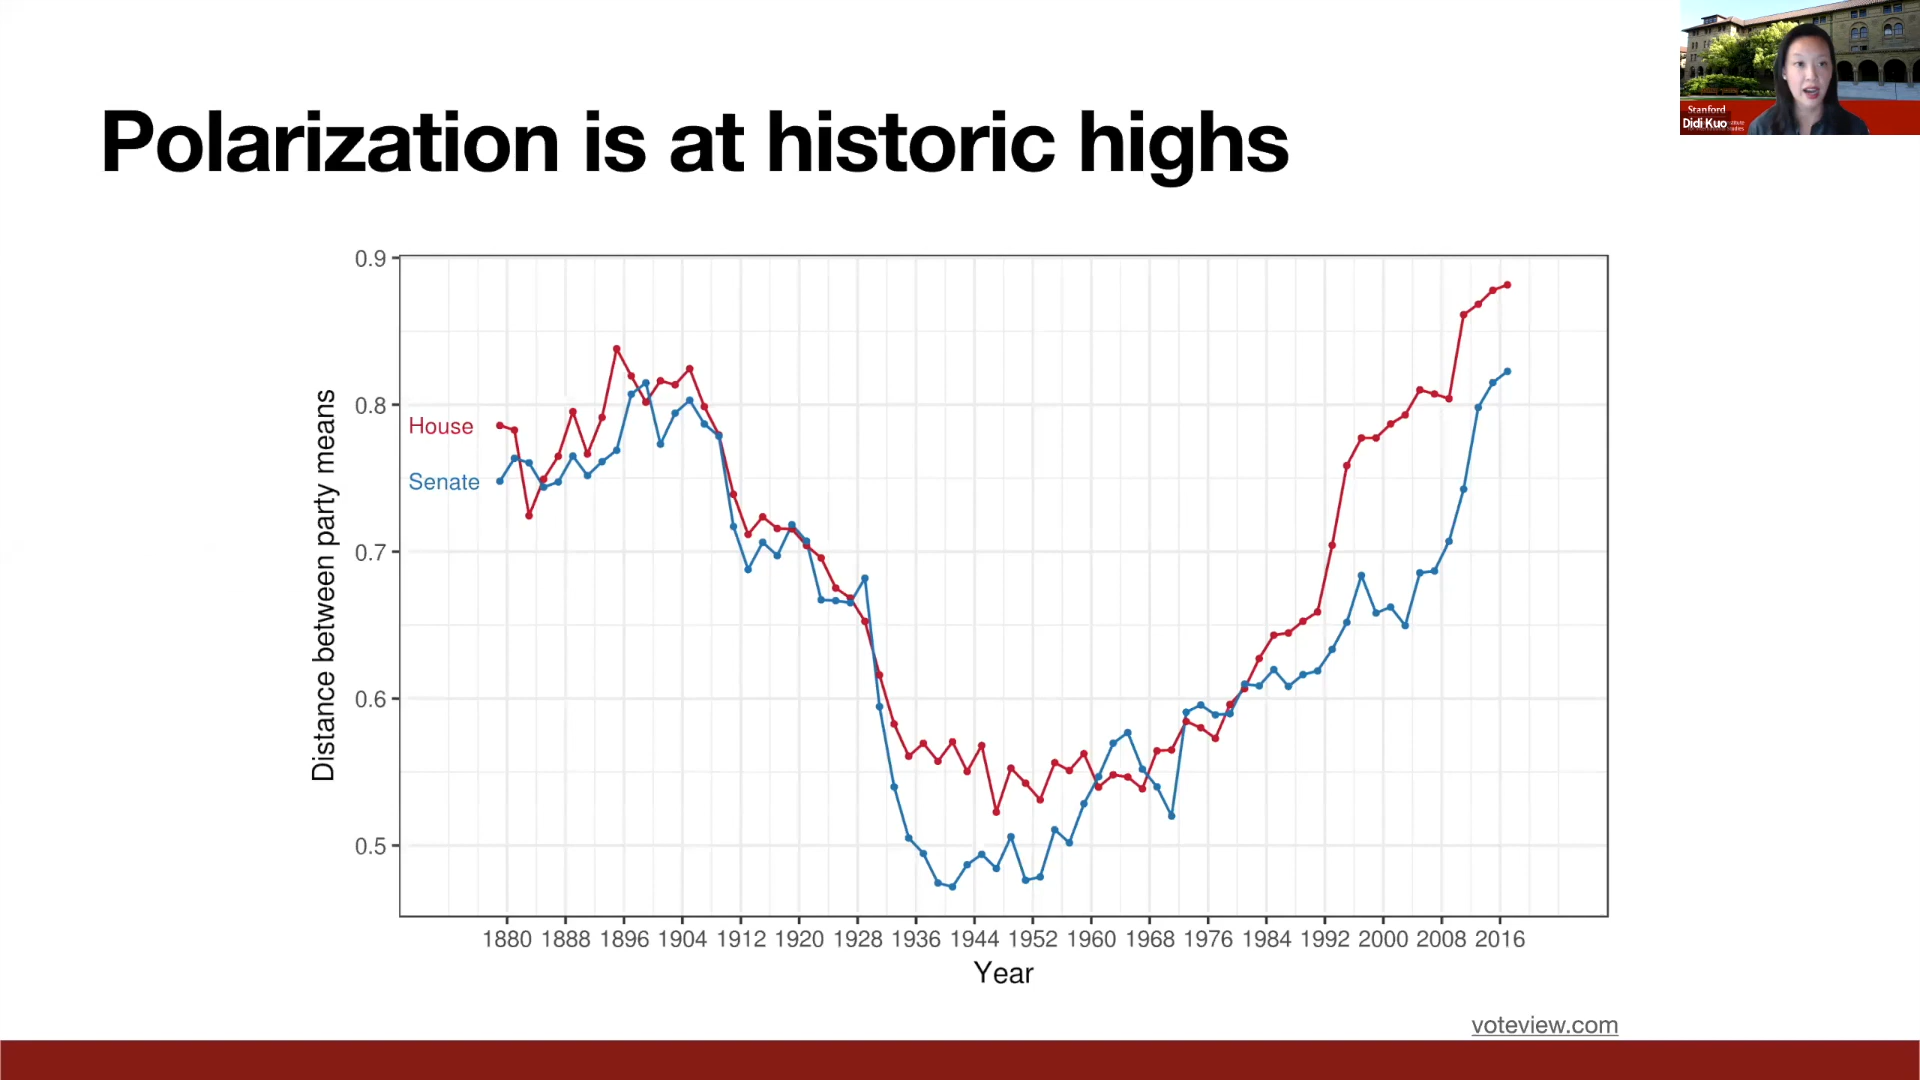 Polarization is at historic highs
Stanford
Didi Kuo
0.9
0.8
0.7
0.6
0.5
Distance between party means
House
Senate
1880 1888 1896 1904 1912 1920 1928 1936 1944 1952 1960 1968 1976 1984 1992 2000 2008 2016
Year
voteview.com